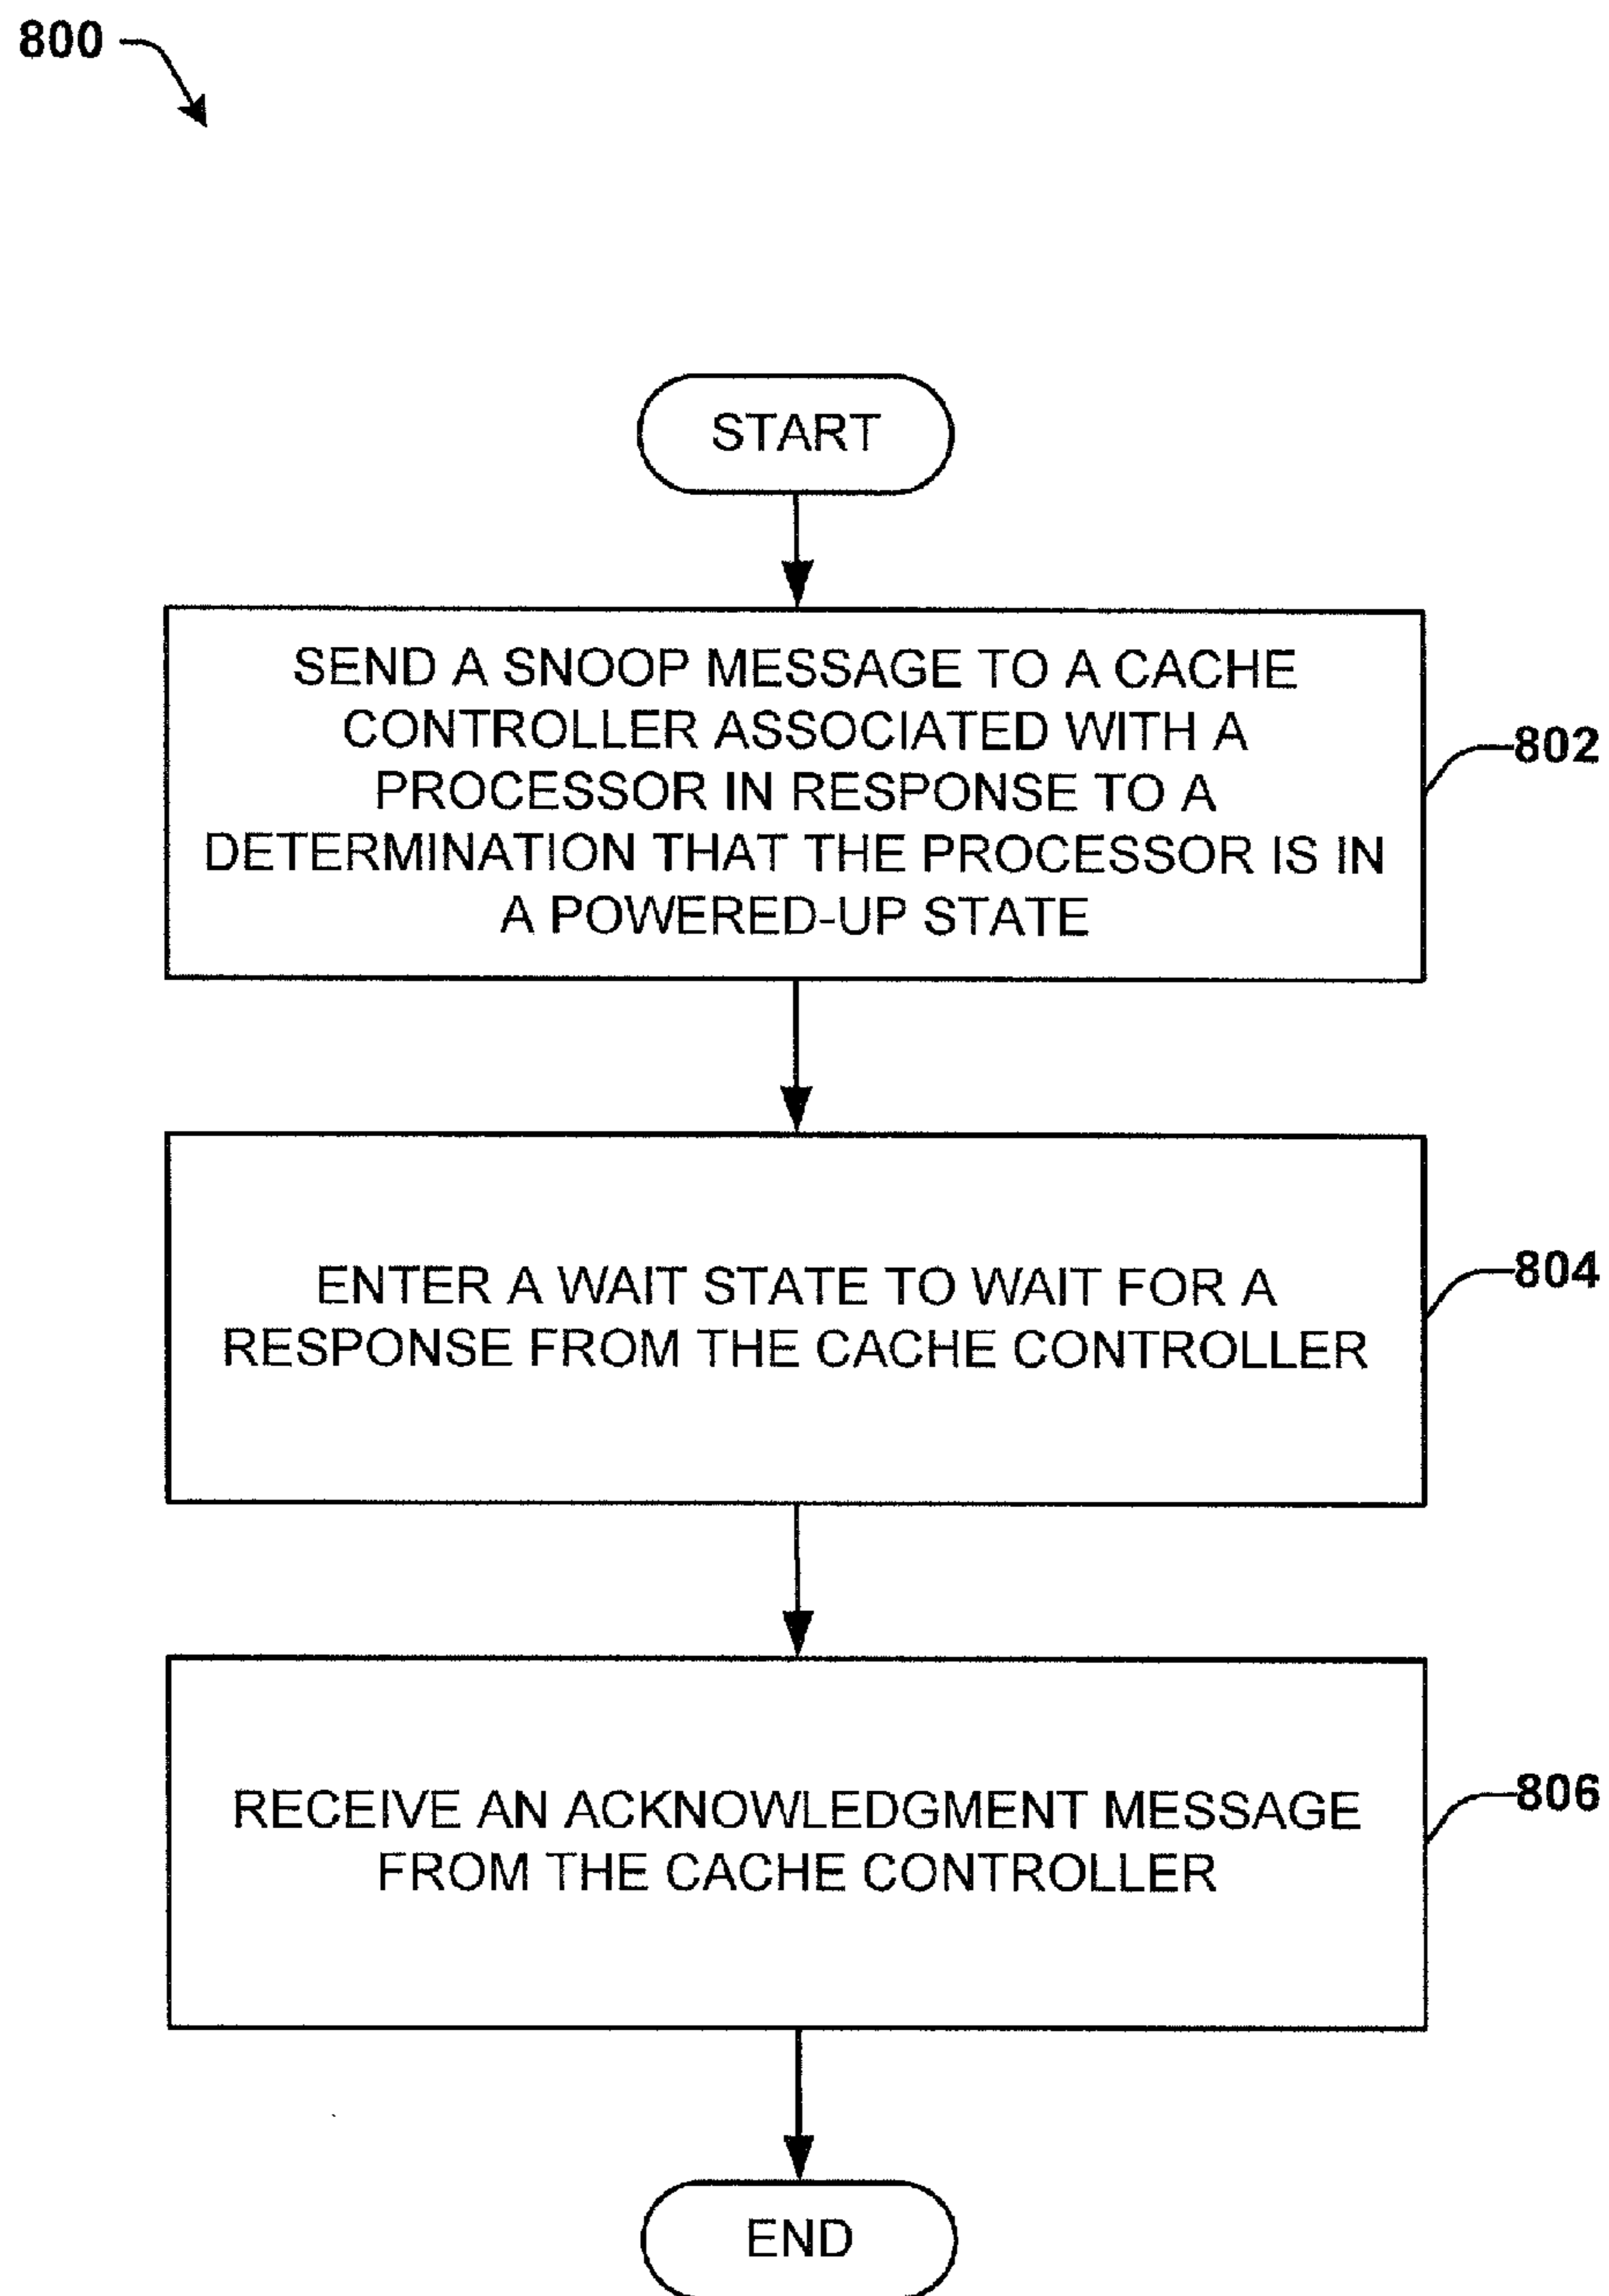 800
START
SEND A SNOOP MESSAGE TO A CACHE
CONTROLLER ASSOCIATED WITH A
PROCESSOR IN RESPONSE TO A
DETERMINATION THAT THE PROCESSOR IS IN
A POWERED-UP STATE
802
ENTER A WAIT STATE TO WAIT FOR A
RESPONSE FROM THE CACHE CONTROLLER
804
RECEIVE AN ACKNOWLEDGMENT MESSAGE
FROM THE CACHE CONTROLLER
806
END